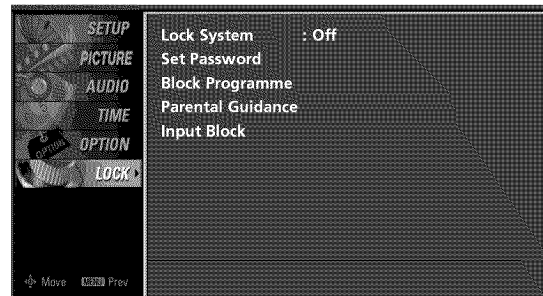 SETUP
PICTURE
AUDIO
TIME
OPTION
OPTION
LOCK
Move MENU Prev
Lock System : Off
Set Password
Block Programme
Parental Guidance
Input Block